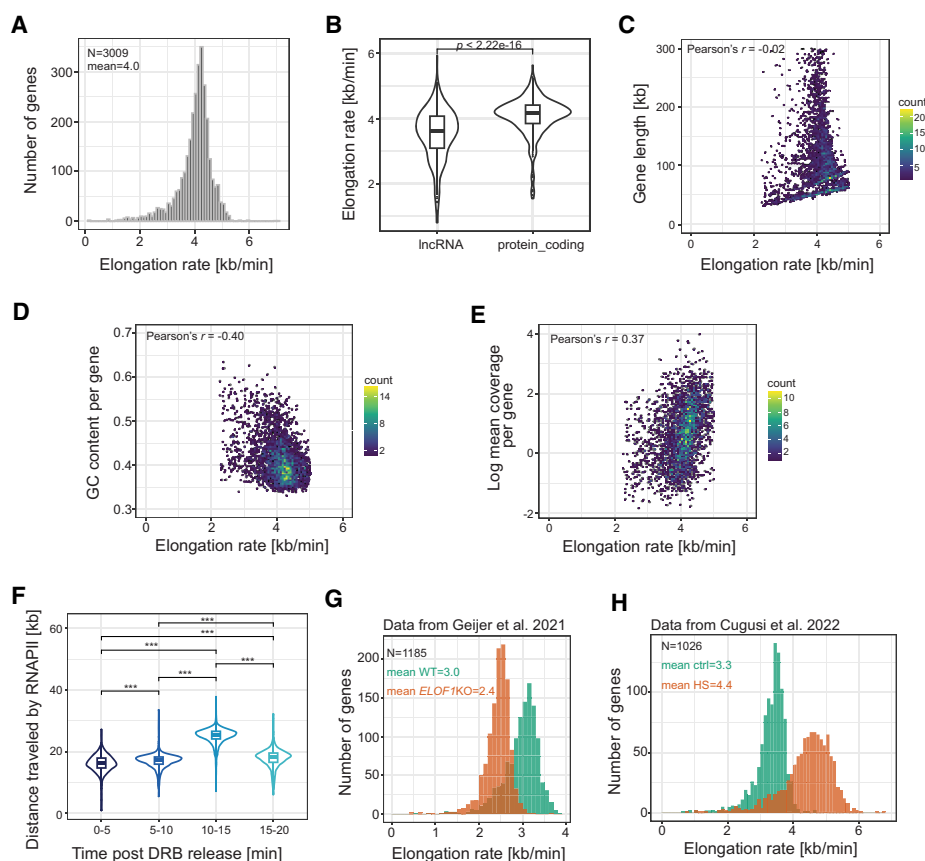 A
N=3009
mean=4.0
300
200
100
0
0 2 4 6
Number of genes
Elongation rate [kb/min]
B
p < 2.22e-16
6
4
2
lncRNA protein_coding
Elongation rate [kb/min]
C
Pearson's r = -0.02
300
250
200
150
100
50
0
0 2 4 6
Gene length [kb]
Elongation rate [kb/min]
count
20
15
10
5
D
Pearson's r = -0.40
0.7
0.6
0.5
0.4
0.3
0 2 4 6
GC content per gene
Elongation rate [kb/min]
count
14
10
6
2
E
Pearson's r = 0.37
4
2
0
-2
0 2 4 6
Log mean coverage
per gene
Elongation rate [kb/min]
count
10
8
6
4
2
F
60
40
20
0
***
***
***
***
***
***
0-5 5-10 10-15 15-20
Distance traveled by RNAPII [kb]
Time post DRB release [min]
G
Data from Geijer et al. 2021
N=1185
mean WT=3.0
mean ELOF1KO=2.4
200
150
100
50
0
0 1 2 3 4
Number of genes
Elongation rate [kb/min]
H
Data from Cugusi et al. 2022
N=1026
mean ctrl=3.3
mean HS=4.4
100
50
0
0 2 4 6
Number of genes
Elongation rate [kb/min]